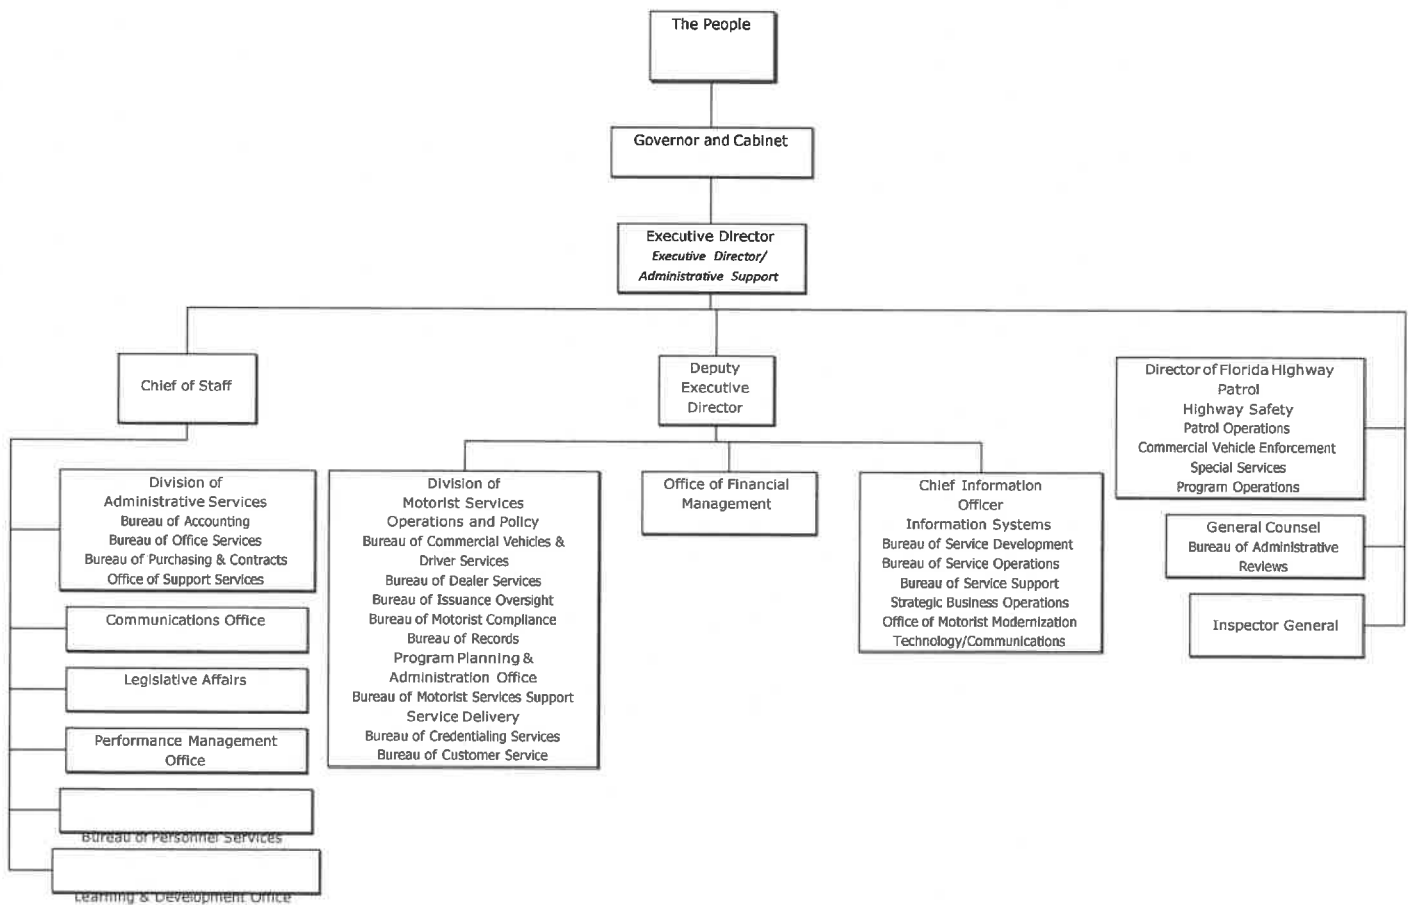 The People
Governor and Cabinet
Executive Director
Executive Director/
Administrative Support
Chief of Staff
Deputy
Executive
Director
Director of Florida Highway
Patrol
Highway Safety
Patrol Operations
Commercial Vehicle Enforcement
Special Services
Program Operations
General Counsel
Bureau of Administrative
Reviews
Inspector General
Division of
Administrative Services
Bureau of Accounting
Bureau of Office Services
Bureau of Purchasing & Contracts
Office of Support Services
Communications Office
Legislative Affairs
Performance Management
Office
Bureau of Personnel Services
Learning & Development Office
Division of
Motorist Services
Operations and Policy
Bureau of Commercial Vehicles &
Driver Services
Bureau of Dealer Services
Bureau of Issuance Oversight
Bureau of Motorist Compliance
Bureau of Records
Program Planning &
Administration Office
Bureau of Motorist Services Support
Service Delivery
Bureau of Credentialing Services
Bureau of Customer Service
Office of Financial
Management
Chief Information
Officer
Information Systems
Bureau of Service Development
Bureau of Service Operations
Bureau of Service Support
Strategic Business Operations
Office of Motorist Modernization
Technology/Communications